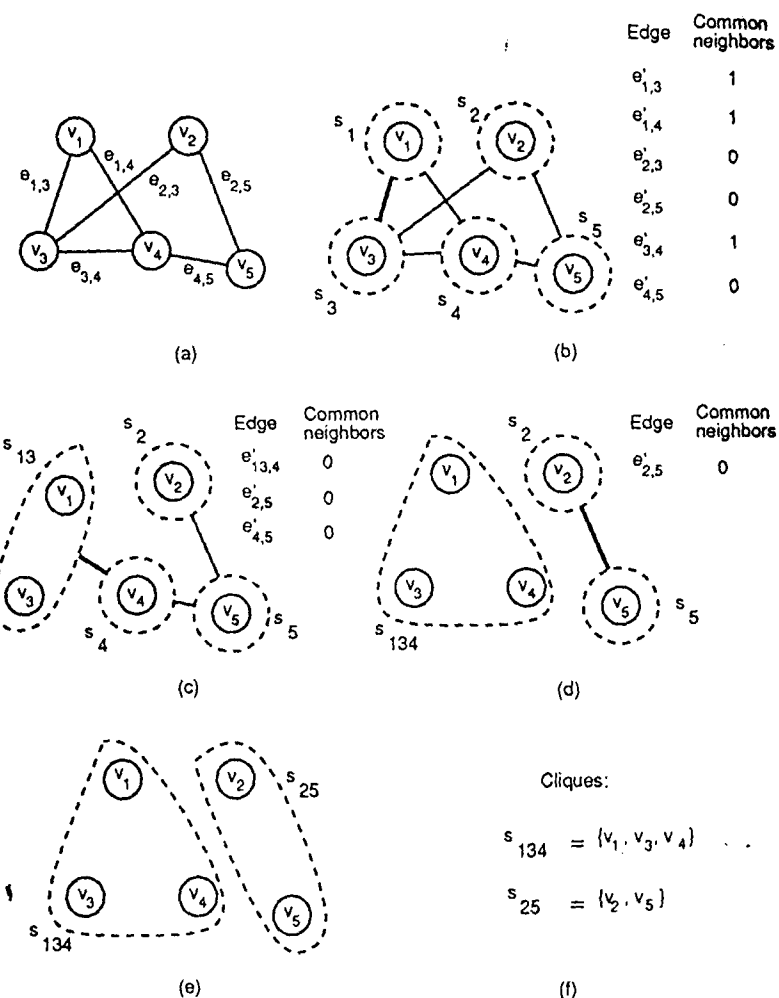 v1
v2
e1,3
e1,4
e2,3
e2,5
v3
v4
v5
e3,4
e4,5
(a)
s1
s2
v1
v2
s5
v3
v4
v5
s3
s4
(b)
Edge Common neighbors
e'1,3 1
e'1,4 1
e'2,3 0
e'2,5 0
e'3,4 1
e'4,5 0
s13
s2
v1
v2
v3
v4
v5
s4
s5
(c)
Edge Common neighbors
e'13,4 0
e'2,5 0
e'4,5 0
s2
v1
v2
v3
v4
v5
s134
s5
(d)
Edge Common neighbors
e'2,5 0
v1
v2
s25
v3
v4
v5
s134
(e)
Cliques:
s134 = {v1, v3, v4}
s25 = {v2, v5}
(f)